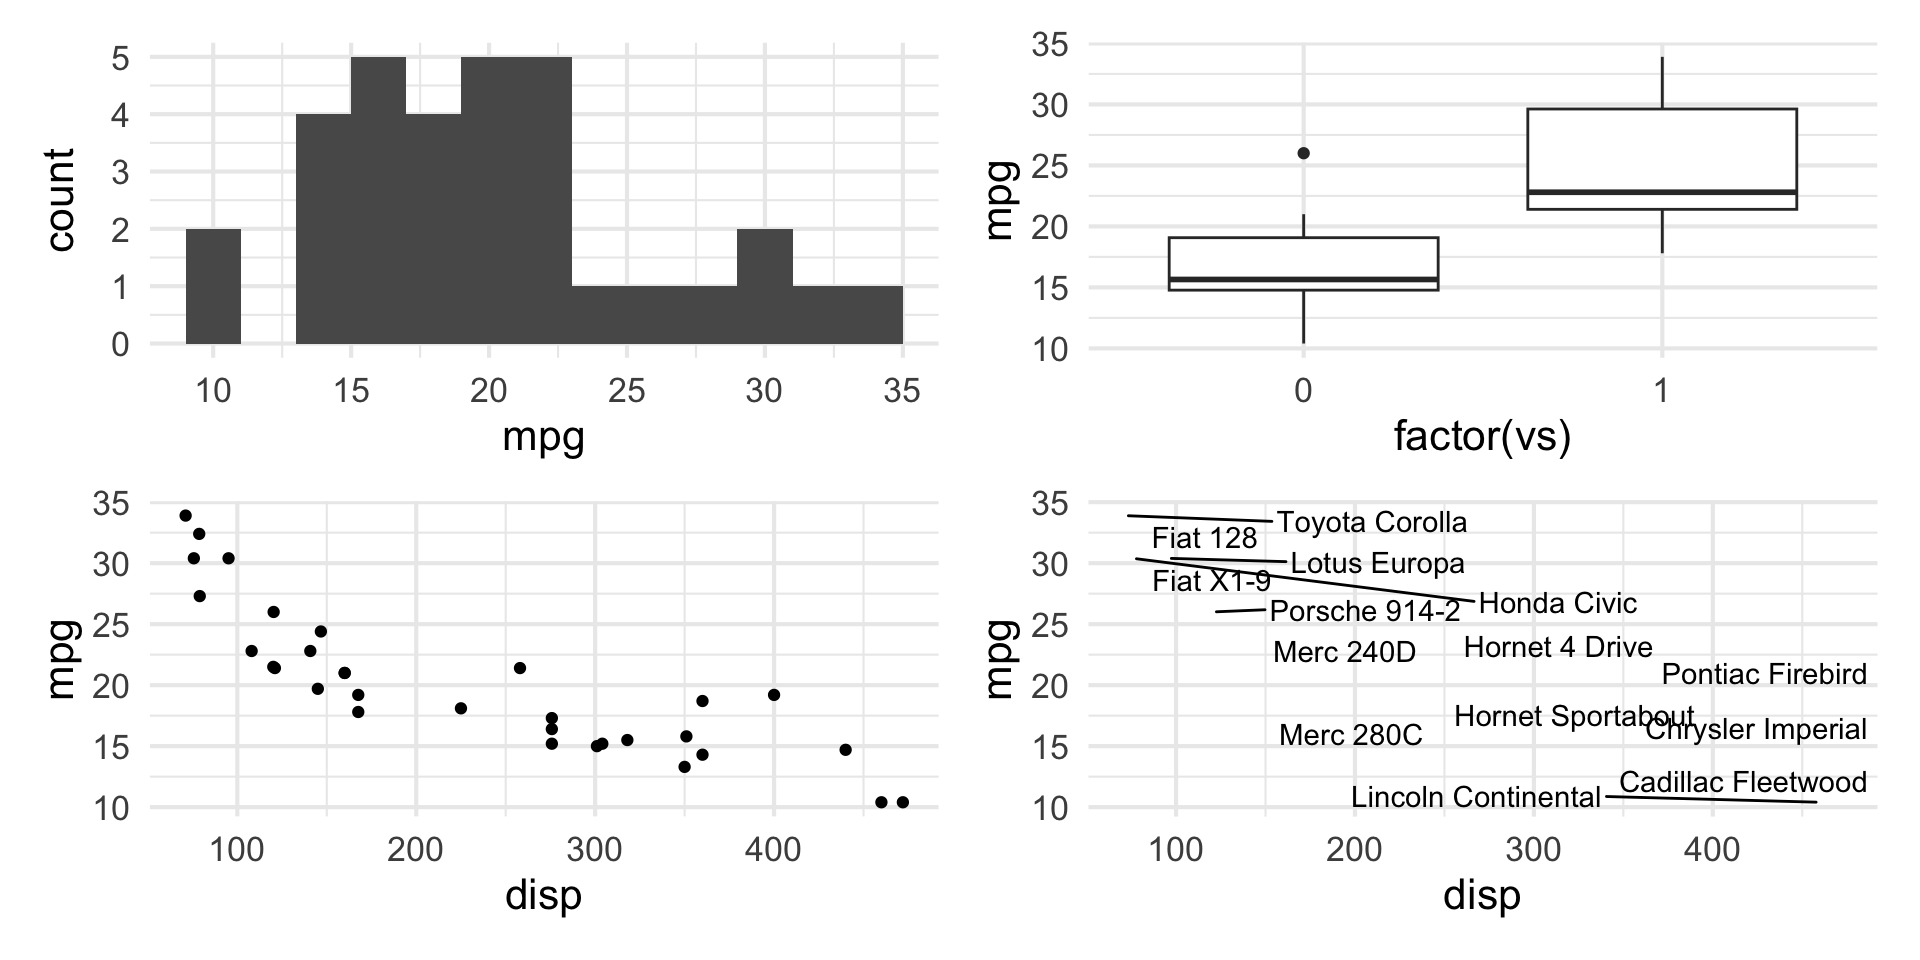 5
4
3
2
1
0
count
10 15 20 25 30 35
mpg
35
30
25
20
15
10
mpg
0 1
factor(vs)
35
30
25
20
15
10
mpg
100 200 300 400
disp
35
30
25
20
15
10
mpg
Toyota Corolla
Fiat 128
Lotus Europa
Fiat X1-9
Honda Civic
Porsche 914-2
Hornet 4 Drive
Merc 240D
Pontiac Firebird
Hornet Sportabout
Chrysler Imperial
Merc 280C
Cadillac Fleetwood
Lincoln Continental
100 200 300 400
disp